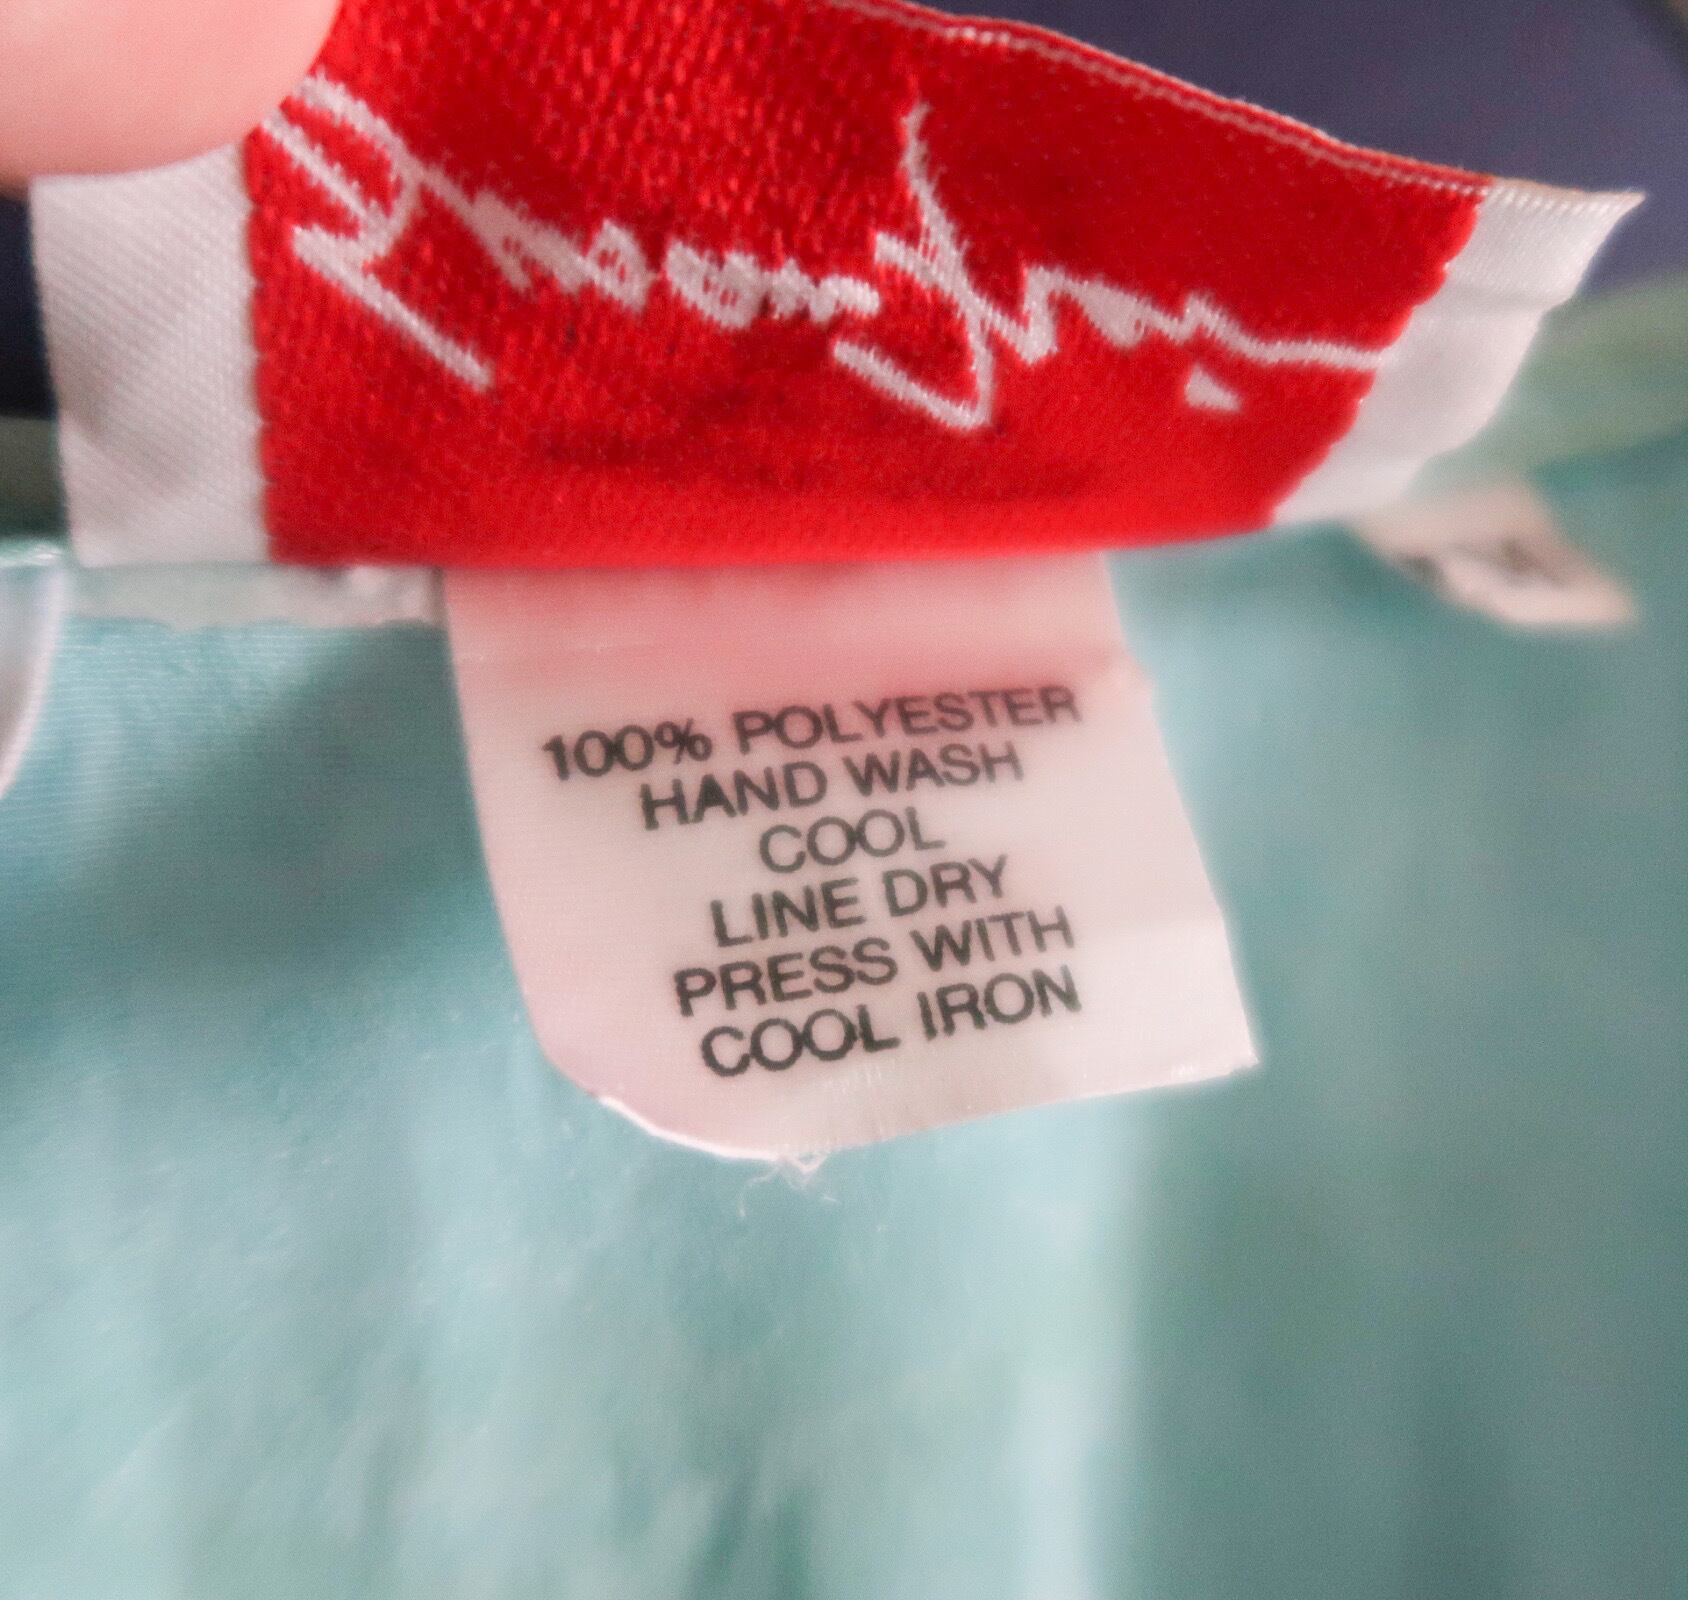 100% POLYESTER
HAND WASH
COOL
LINE DRY
PRESS WITH
COOL IRON